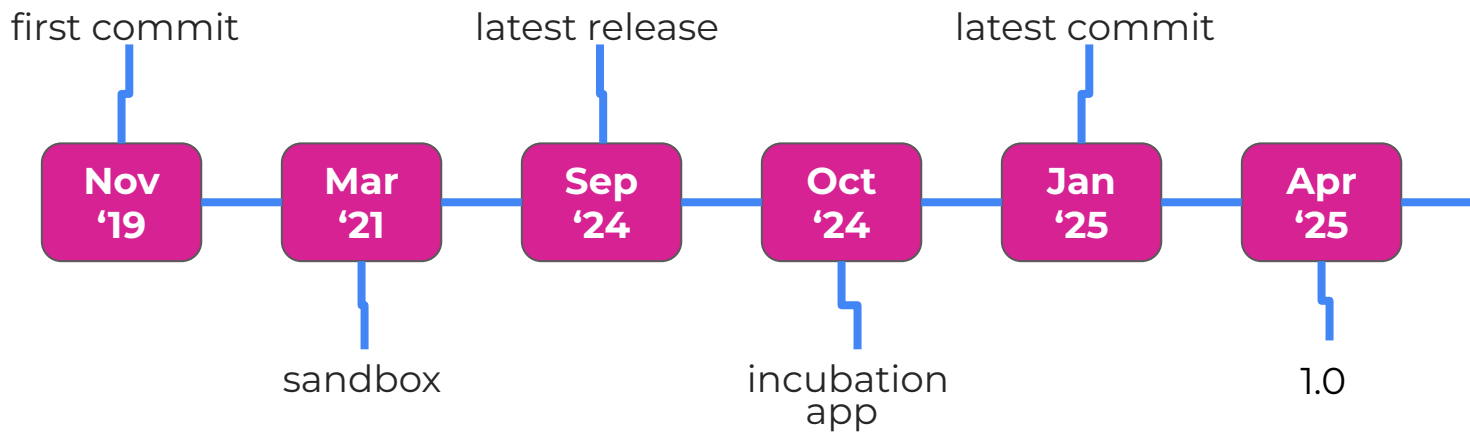 first commit
latest release
latest commit
Nov
‘19
Mar
‘21
Sep
‘24
Oct
‘24
Jan
‘25
Apr
‘25
sandbox
incubation
app
1.0